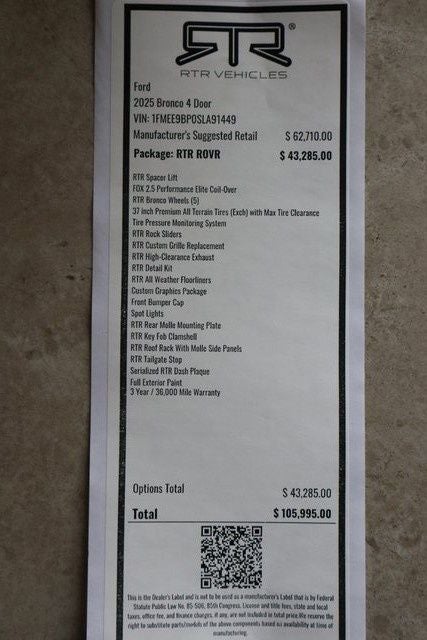 RTR®
RTR VEHICLES
Ford
2025 Bronco 4 Door
VIN: 1FMEE9BP0SLA91449
Manufacturer's Suggested Retail $ 62,710.00
Package: RTR ROVR $ 43,285.00
RTR Spacer Lift
FOX 2.5 Performance Elite Coil-Over
RTR Bronco Wheels (5)
37 inch Premium All Terrain Tires (Exch) with Max Tire Clearance
Tire Pressure Monitoring System
RTR Rock Sliders
RTR Custom Grille Replacement
RTR High-Clearance Exhaust
RTR Detail Kit
RTR All Weather Floorliners
Custom Graphics Package
Front Bumper Cap
Spot Lights
RTR Rear Molle Mounting Plate
RTR Key Fob Clamshell
RTR Roof Rack With Molle Side Panels
RTR Tailgate Stop
Serialized RTR Dash Plaque
Full Exterior Paint
3 Year / 36,000 Mile Warranty
Options Total $ 43,285.00
Total $ 105,995.00
This is the Dealer's Label and is not to be used as a manufacturer's Label that is by Federal
Statute Public Law No. 85-506, 85th Congress. License and title fees, state and local
taxes, office fee, and finance charges, if any, are not included in total price. We reserve the
right to substitute parts/models of the above components based on availability at time of
manufacturing.